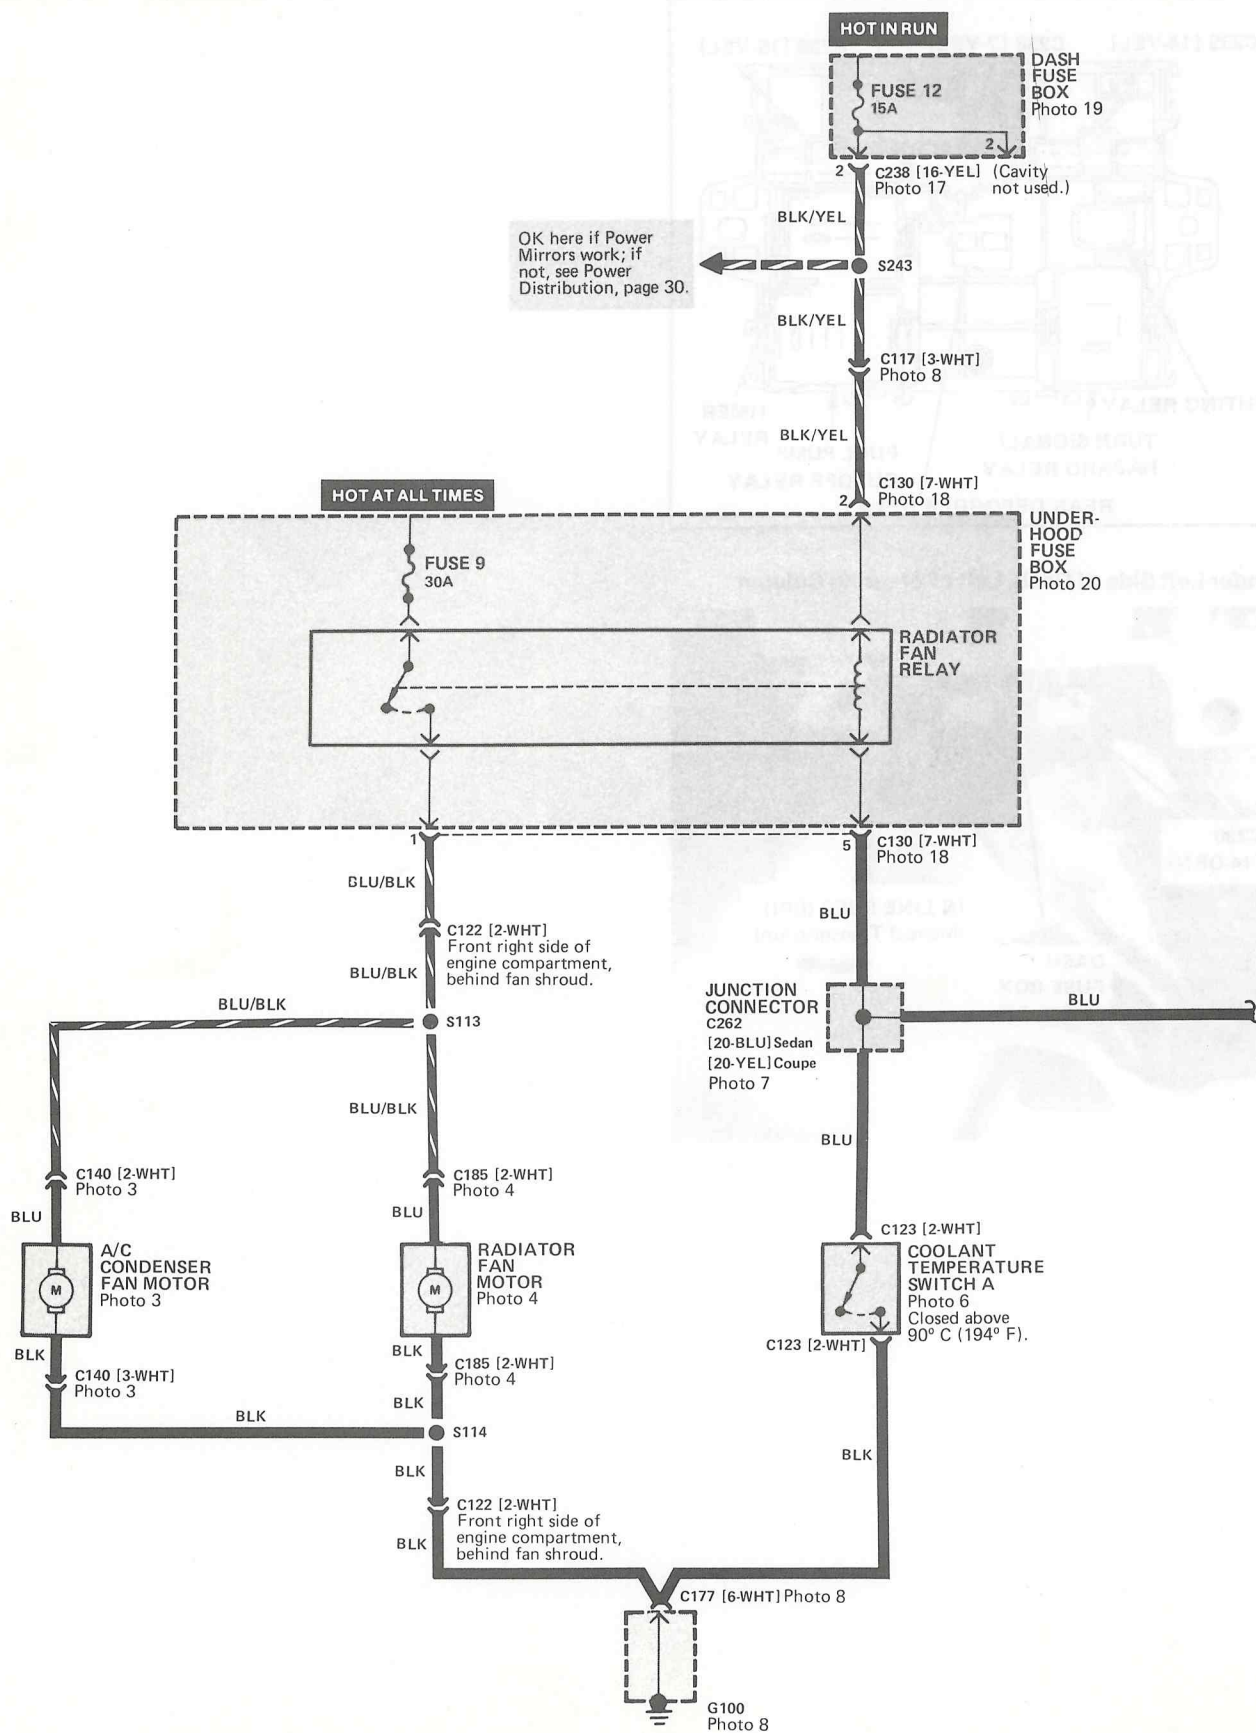 HOT IN RUN
DASH
FUSE
BOX
Photo 19
FUSE 12
15A
2
2
C238 [16-YEL]
Photo 17
(Cavity
not used.)
BLK/YEL
OK here if Power
Mirrors work; if
not, see Power
Distribution, page 30.
S243
BLK/YEL
C117 [3-WHT]
Photo 8
BLK/YEL
C130 [7-WHT]
2
Photo 18
HOT AT ALL TIMES
UNDER-
HOOD
FUSE
BOX
Photo 20
FUSE 9
30A
RADIATOR
FAN
RELAY
1
5
C130 [7-WHT]
Photo 18
BLU/BLK
BLU
C122 [2-WHT]
Front right side of
engine compartment,
behind fan shroud.
BLU/BLK
JUNCTION
CONNECTOR
C262
[20-BLU] Sedan
[20-YEL] Coupe
Photo 7
BLU
BLU/BLK
S113
BLU/BLK
BLU
C140 [2-WHT]
Photo 3
C185 [2-WHT]
Photo 4
BLU
BLU
C123 [2-WHT]
A/C
CONDENSER
FAN MOTOR
Photo 3
M
RADIATOR
FAN
MOTOR
Photo 4
M
COOLANT
TEMPERATURE
SWITCH A
Photo 6
Closed above
90° C (194° F).
C123 [2-WHT]
BLK
C140 [3-WHT]
Photo 3
BLK
C185 [2-WHT]
Photo 4
BLK
BLK
S114
BLK
BLK
C122 [2-WHT]
Front right side of
engine compartment,
behind fan shroud.
BLK
C177 [6-WHT] Photo 8
G100
Photo 8